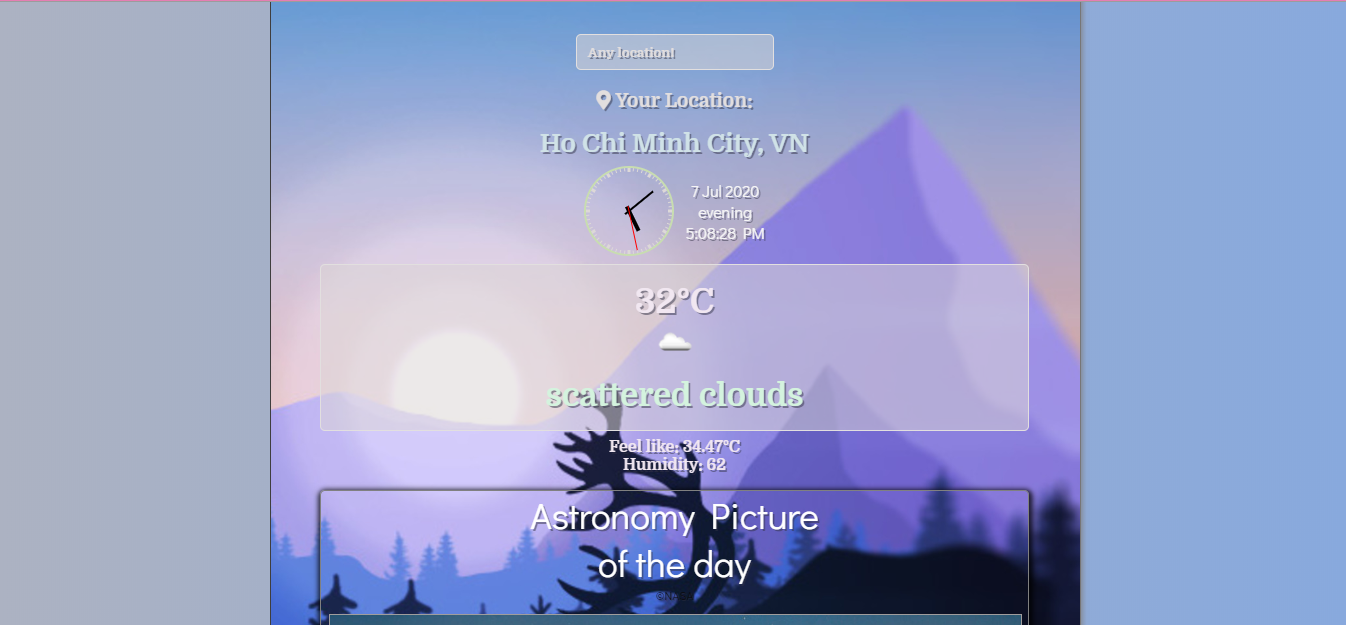 Any location!
Your Location:
Ho Chi Minh City, VN
7 Jul 2020
evening
5:08:28 PM
32°C
scattered clouds
Feel like: 34.47°C
Humidity: 62
Astronomy Picture
of the day